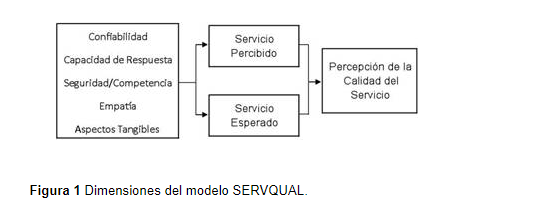 Confiabilidad
Capacidad de Respuesta
Seguridad/Competencia
Empatía
Aspectos Tangibles
Servicio
Percibido
Servicio
Esperado
Percepción de la
Calidad del
Servicio
Figura 1 Dimensiones del modelo SERVQUAL.